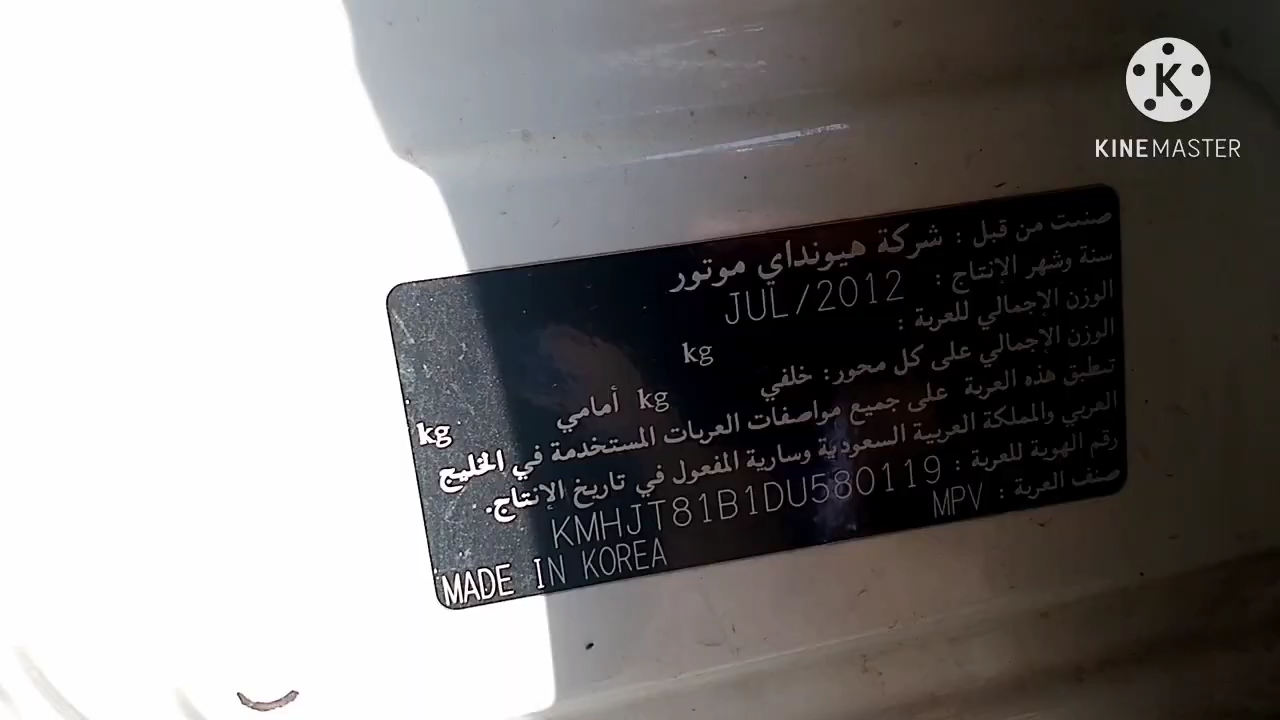 KINEMASTER
صنعت من قبل : شركة هيونداي موتور
سنة وشهر الإنتاج : JUL/2012
الوزن الإجمالي للعربة : kg
الوزن الإجمالي على كل محور: خلفي kg أمامي kg
تطبق هذه العربة على جميع مواصفات العربات المستخدمة في الخليج
العربي والمملكة العربية السعودية وسارية المفعول في تاريخ الإنتاج.
رقم الهوية للعربة : KMHJT81B1DU580119
صنف العربة : MPV
MADE IN KOREA